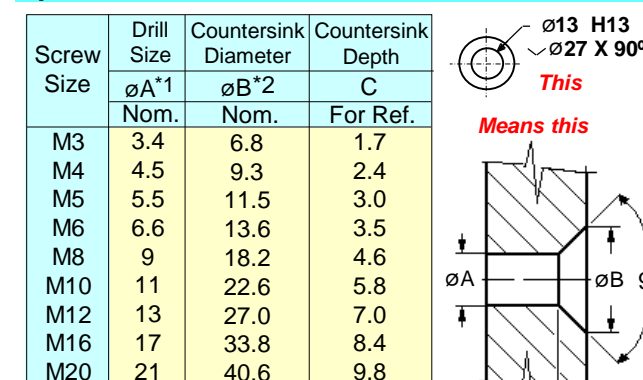 Screw Size | Drill Size | Countersink Diameter | Countersink Depth
øA*1 | øB*2 | C
Nom. | Nom. | For Ref.
M3 3.4 6.8 1.7
M4 4.5 9.3 2.4
M5 5.5 11.5 3.0
M6 6.6 13.6 3.5
M8 9 18.2 4.6
M10 11 22.6 5.8
M12 13 27.0 7.0
M16 17 33.8 8.4
M20 21 40.6 9.8
Ø13 H13
⌵Ø27 X 90º
This
Means this
øA
øB 9